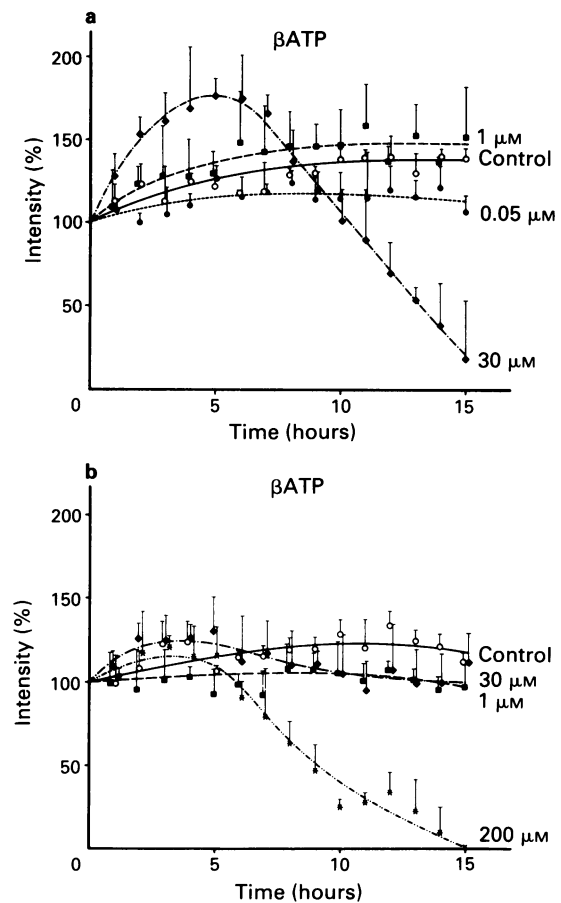 a
βATP
200
150
100
50
0
5
10
15
Intensity (%)
Time (hours)
1 μM
Control
0.05 μM
30 μM
b
βATP
200
150
100
50
0
5
10
15
Intensity (%)
Time (hours)
Control
30 μM
1 μM
200 μM